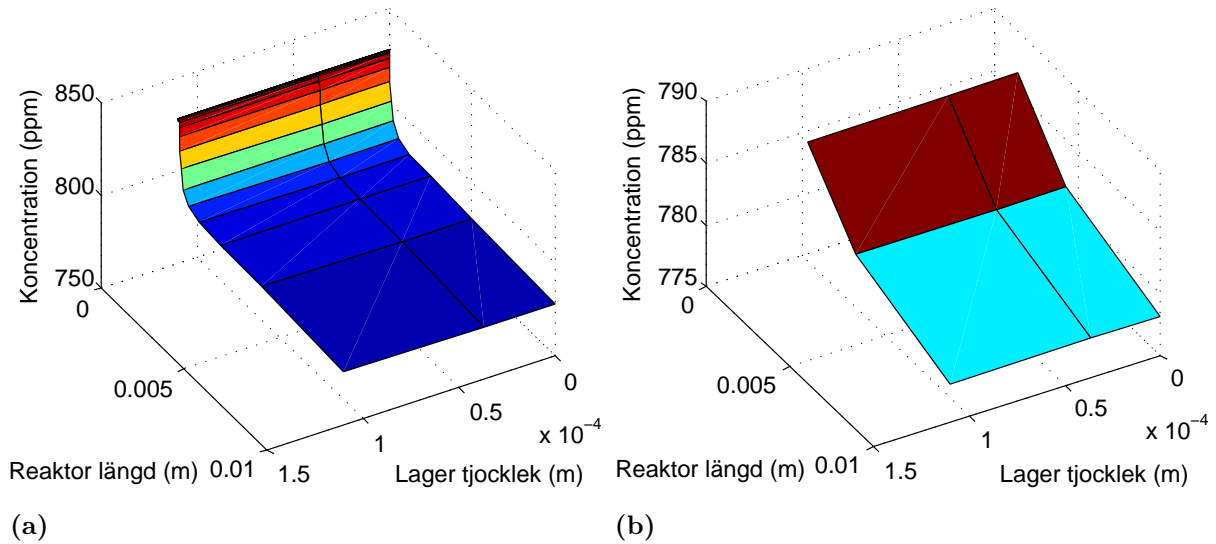 850
800
750
0
0.005
0.01
1.5
1
0.5
0
x 10−4
Koncentration (ppm)
Reaktor längd (m)
Lager tjocklek (m)
(a)
790
785
780
775
0
0.005
0.01
1.5
1
0.5
0
x 10−4
Koncentration (ppm)
Reaktor längd (m)
Lager tjocklek (m)
(b)